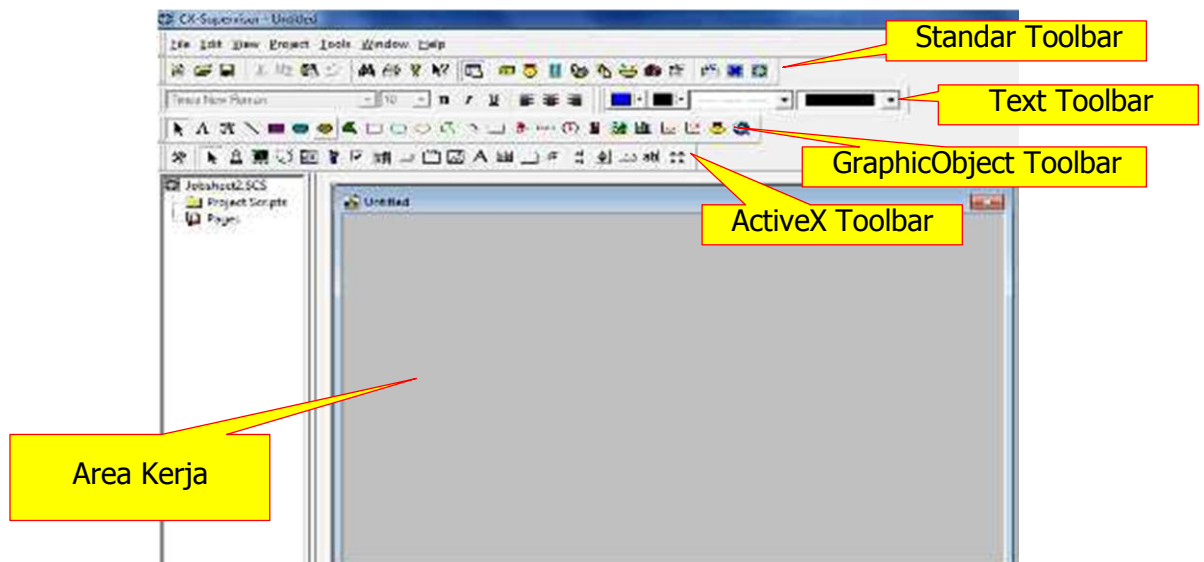 CX-Supervisor - Untitled
File Edit View Project Tools Window Help
Standar Toolbar
Times New Roman
10
Text Toolbar
GraphicObject Toolbar
Jobsheet2.SCS
Project Scripts
Pages
Untitled
ActiveX Toolbar
Area Kerja